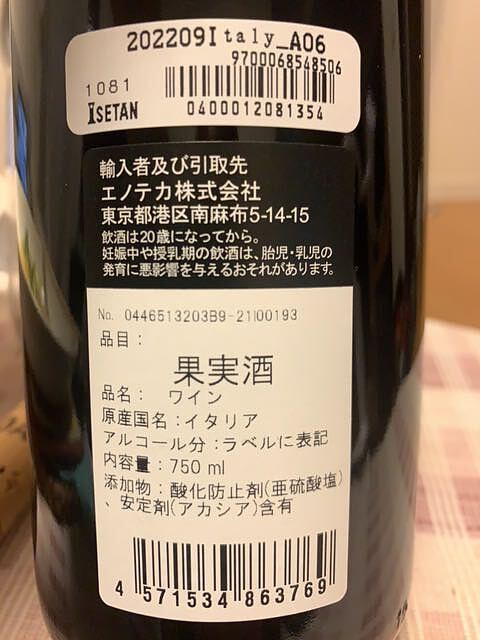 202209Italy_A06
9700068548506
1081
ISETAN
0400012081354
輸入者及び引取先
エノテカ株式会社
東京都港区南麻布5-14-15
飲酒は20歳になってから。
妊娠中や授乳期の飲酒は、胎児・乳児の
発育に悪影響を与えるおそれがあります。
No. 0446513203B9-21I00193
品目：
果実酒
品名： ワイン
原産国名：イタリア
アルコール分：ラベルに表記
内容量：750 ml
添加物：酸化防止剤(亜硫酸塩)
、安定剤(アカシア)含有
4 571534 863769